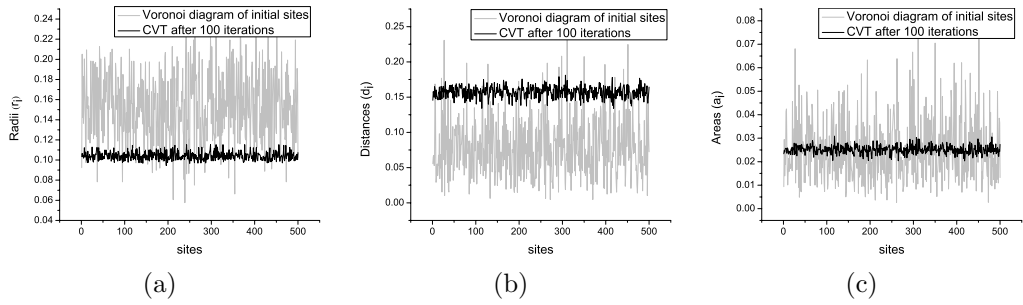 Voronoi diagram of initial sites
CVT after 100 iterations
0.22
0.20
0.18
0.16
0.14
0.12
0.10
0.08
0.06
0.04
Radii (rᵢ)
0 100 200 300 400 500
sites
(a)
Voronoi diagram of initial sites
CVT after 100 iterations
0.25
0.20
0.15
0.10
0.05
0.00
Distances (dᵢ)
0 100 200 300 400 500
sites
(b)
Voronoi diagram of initial sites
CVT after 100 iterations
0.08
0.07
0.06
0.05
0.04
0.03
0.02
0.01
0.00
Areas (aᵢ)
0 100 200 300 400 500
sites
(c)